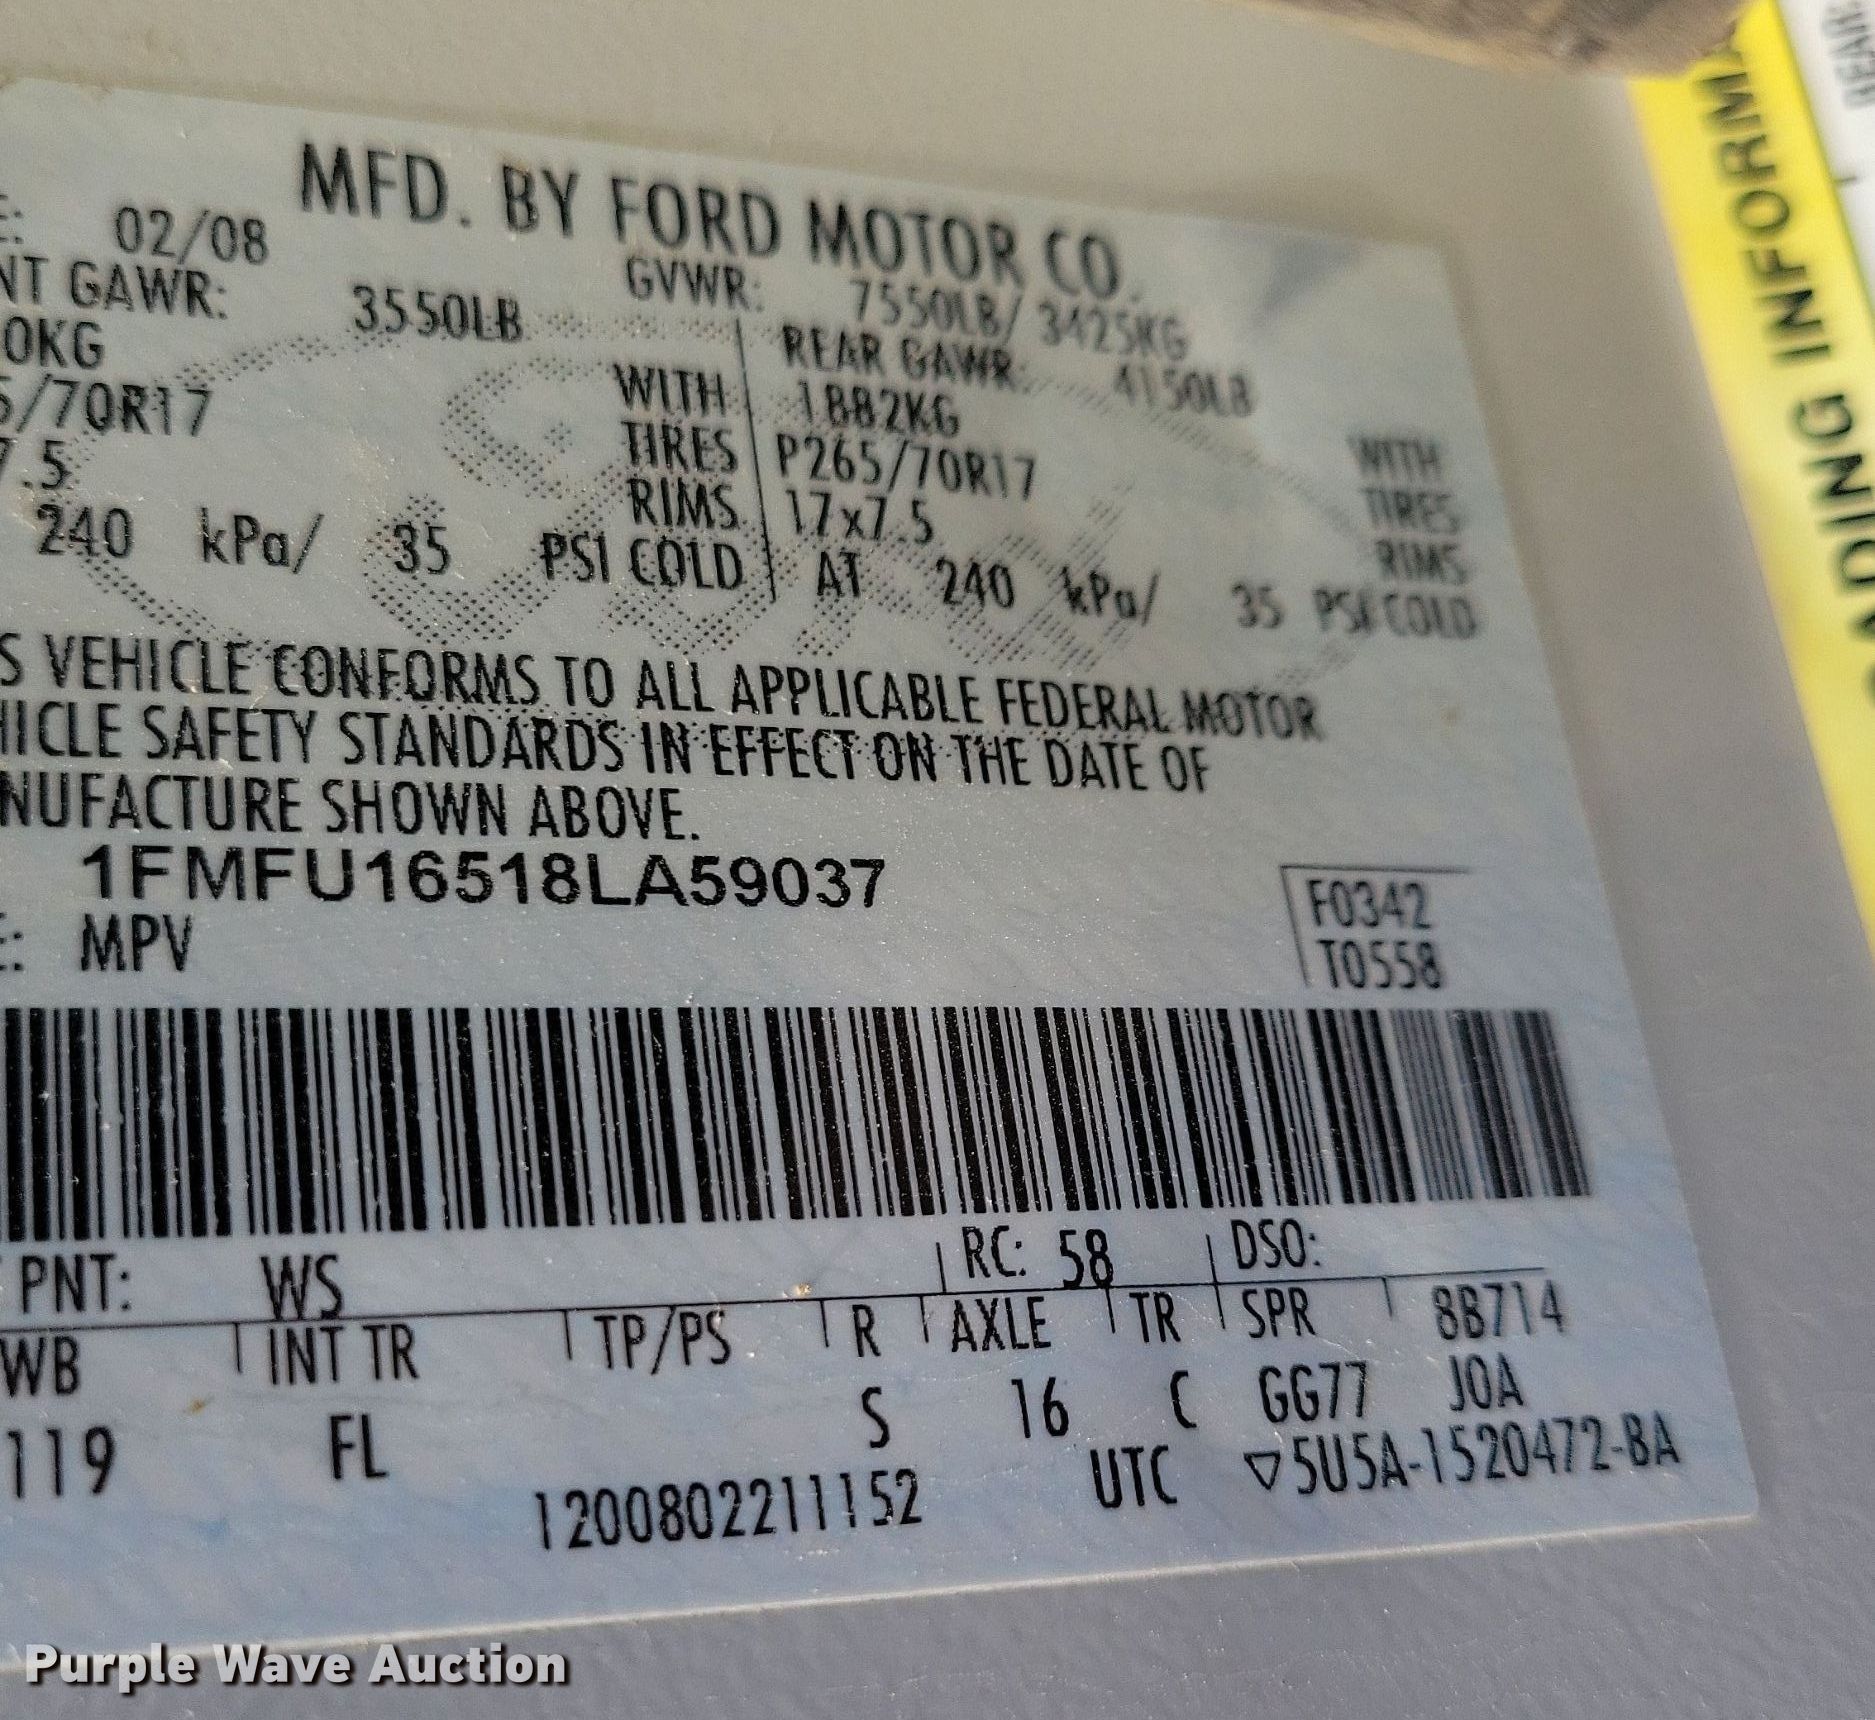 MFD. BY FORD MOTOR CO.
E: 02/08
GVWR: 7550LB/ 3425KG
NT GAWR: 3550LB
REAR GAWR: 4150LB
0KG
WITH
1882KG
WITH
5/70R17
TIRES
P265/70R17
TIRES
7.5
RIMS
17x7.5
RIMS
240 kPa/ 35 PSI COLD
AT 240 kPa/ 35 PSI COLD
S VEHICLE CONFORMS TO ALL APPLICABLE FEDERAL MOTOR
HICLE SAFETY STANDARDS IN EFFECT ON THE DATE OF
NUFACTURE SHOWN ABOVE.
1FMFU16518LA59037
F0342
E: MPV
T0558
PNT: WS
RC: 58
DSO:
WB INT TR TP/PS R AXLE TR SPR 8B714
119 FL S 16 C GG77 JOA
1200802211152
UTC ▽5U5A-1520472-BA
ADING INFORMA
REAR
Purple Wave Auction